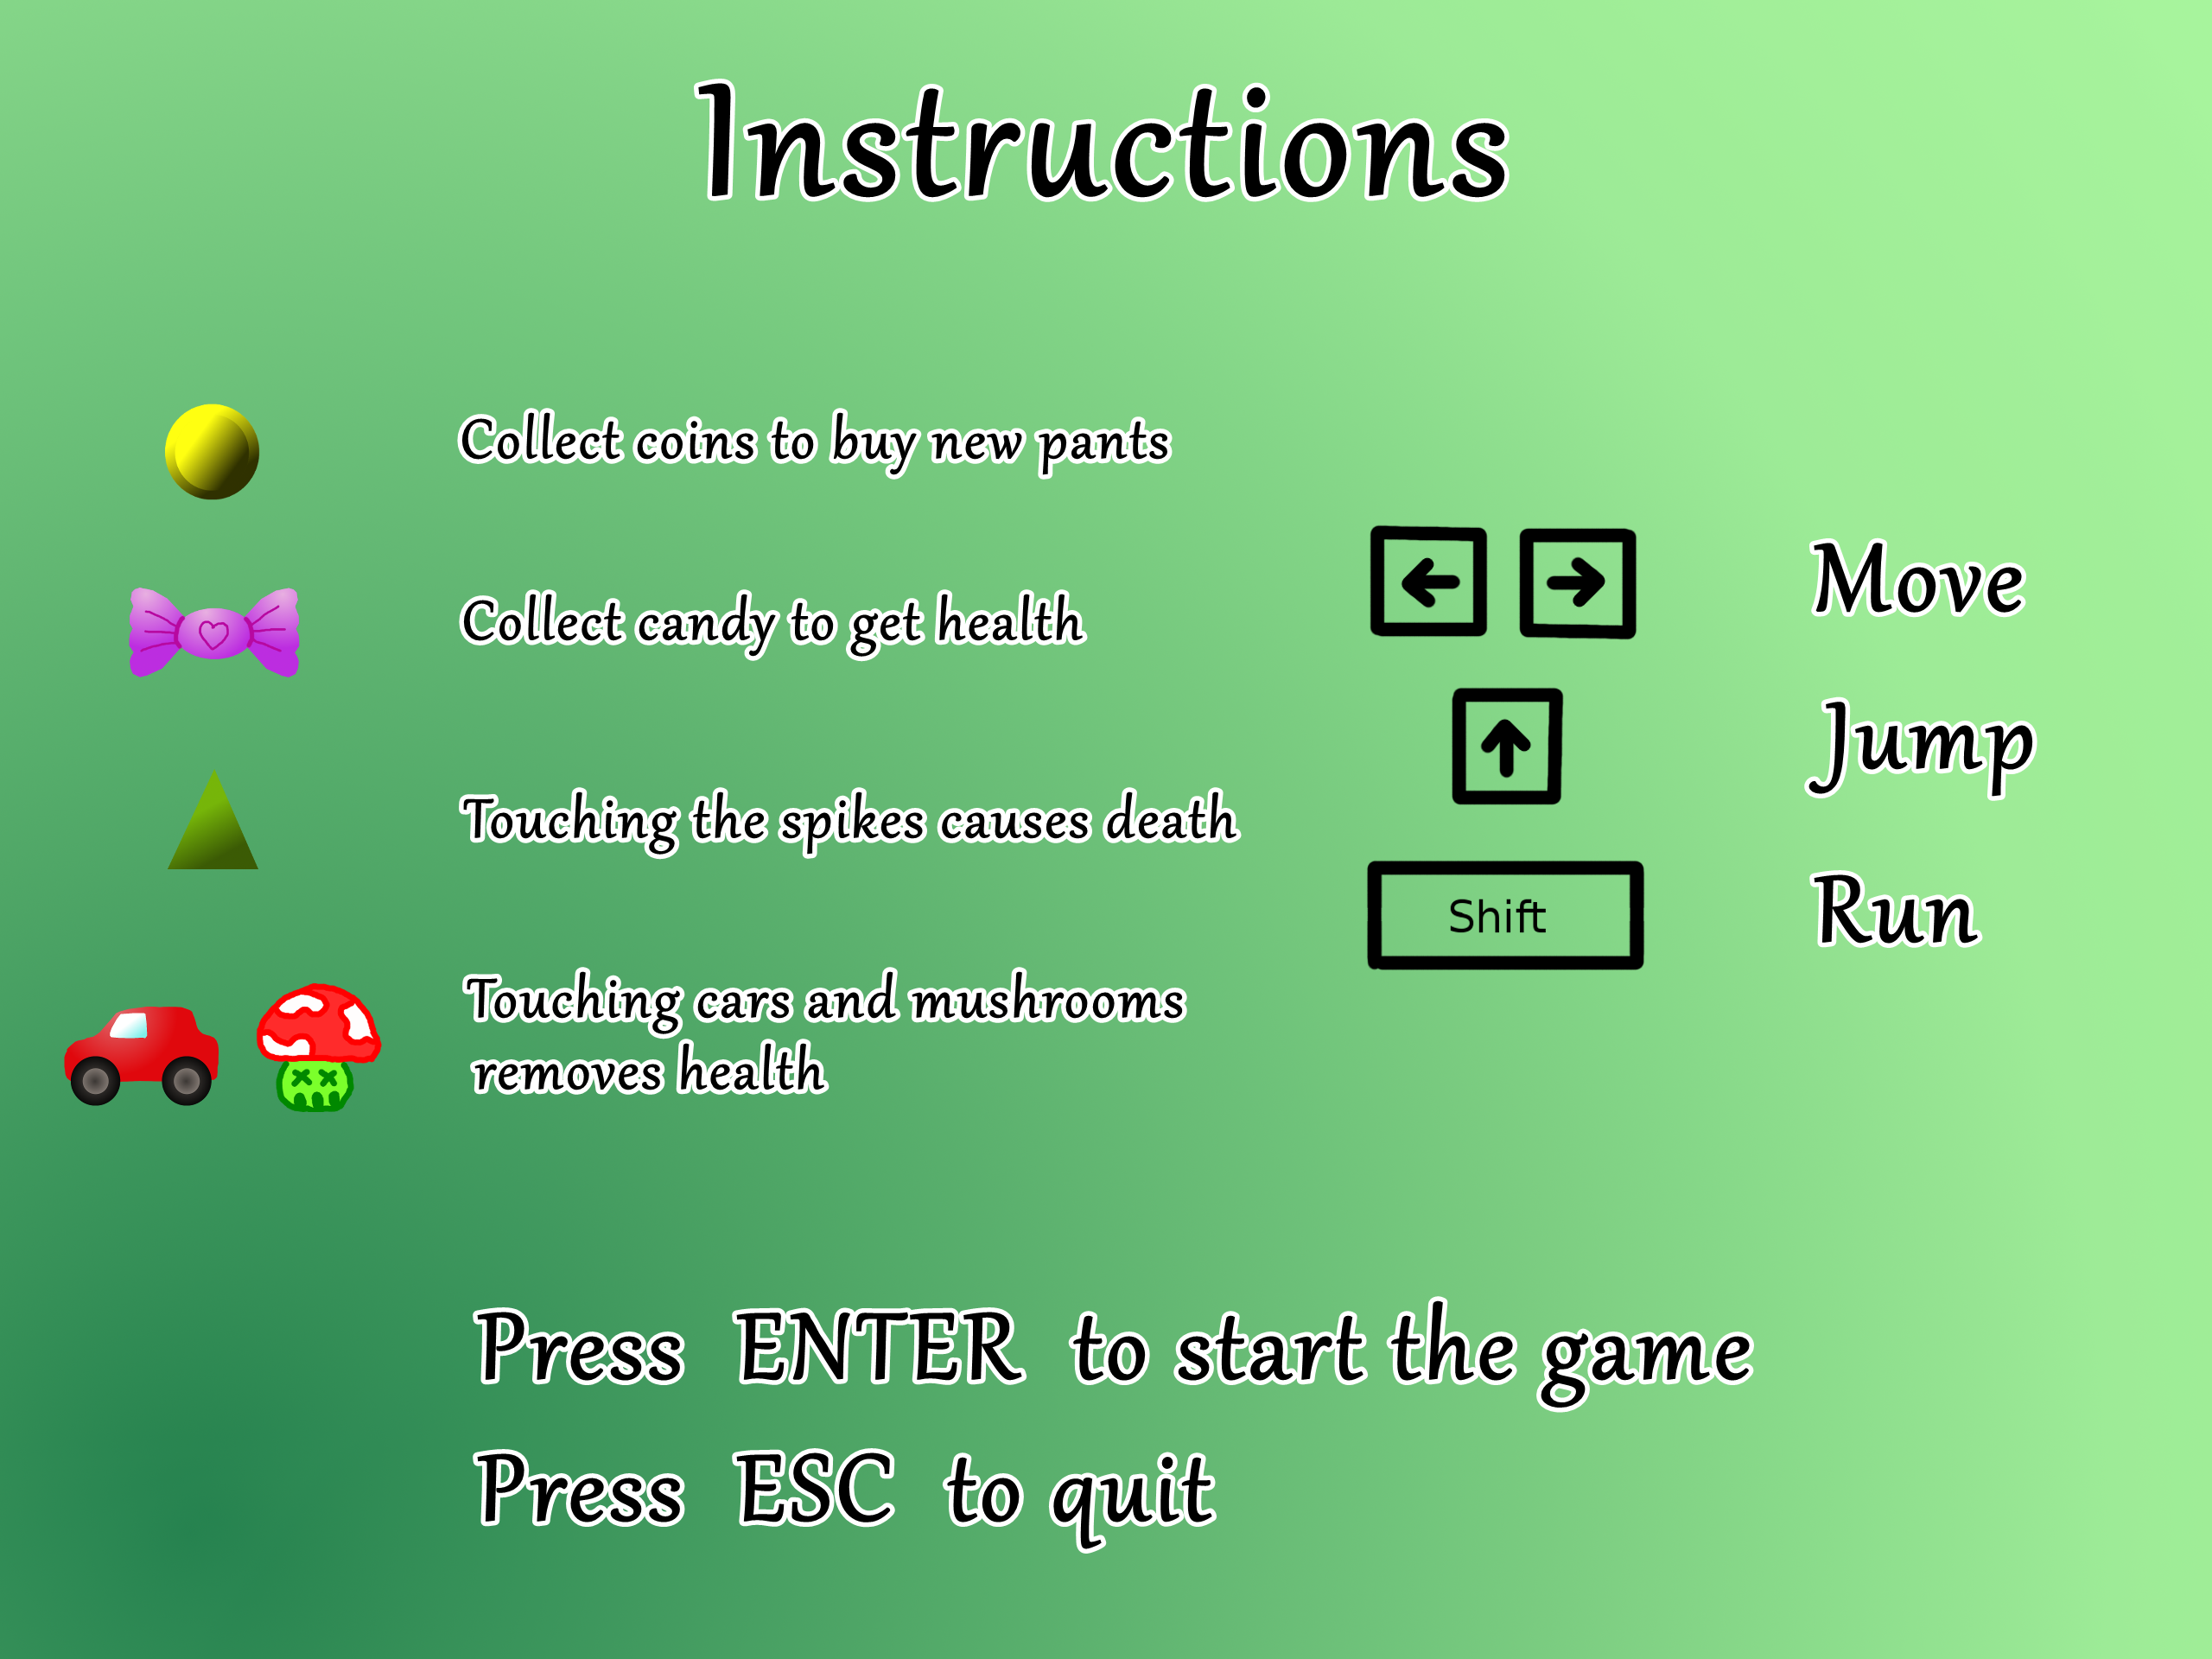 Instructions
Collect coins to buy new pants
Collect candy to get health
Touching the spikes causes death
Touching cars and mushrooms
removes health
Move
Jump
Shift
Run
Press ENTER to start the game
Press ESC to quit